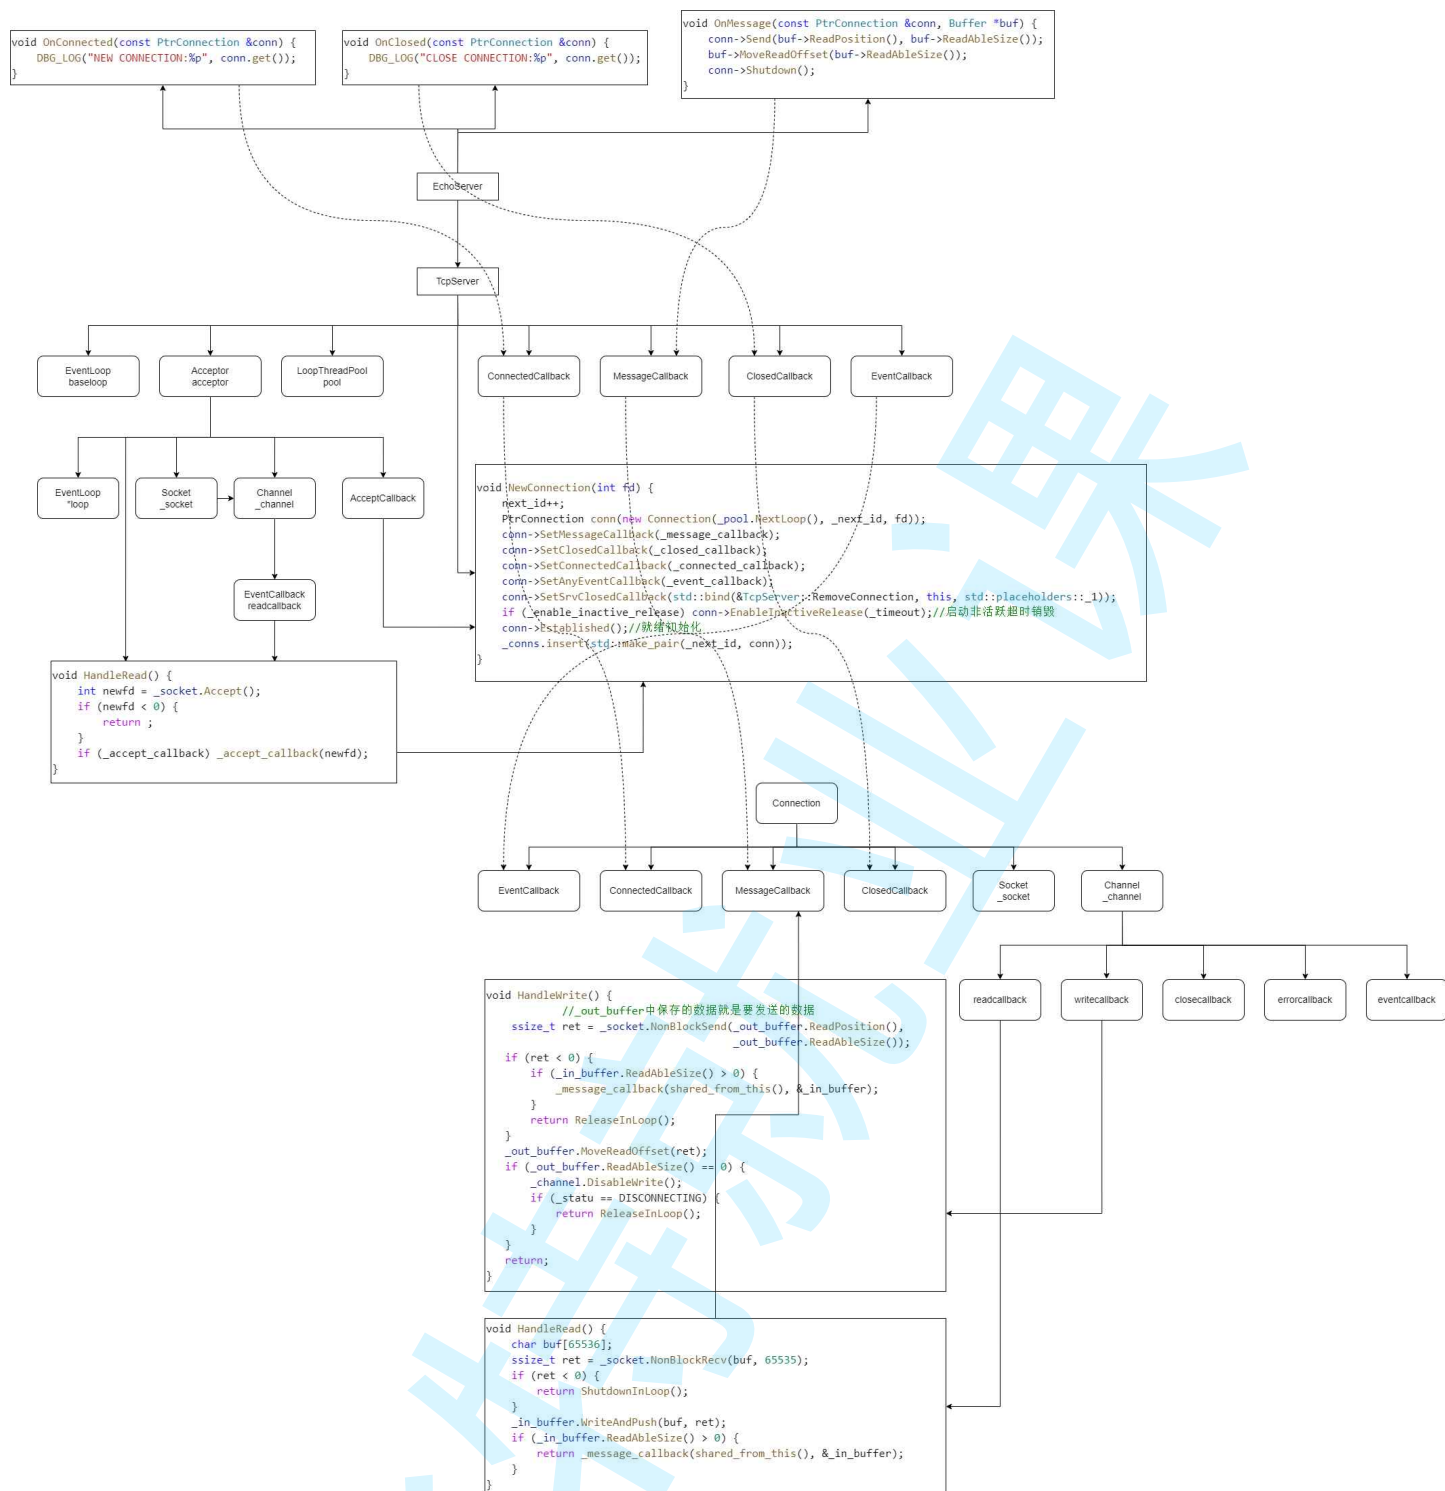 void OnConnected(const PtrConnection &conn) {
    DBG_LOG("NEW CONNECTION:%p", conn.get());
}
void OnClosed(const PtrConnection &conn) {
    DBG_LOG("CLOSE CONNECTION:%p", conn.get());
}
void OnMessage(const PtrConnection &conn, Buffer *buf) {
    conn->Send(buf->ReadPosition(), buf->ReadAbleSize());
    buf->MoveReadOffset(buf->ReadAbleSize());
    conn->Shutdown();
}
EchoServer
TcpServer
EventLoop
baseloop
Acceptor
acceptor
LoopThreadPool
pool
ConnectedCallback
MessageCallback
ClosedCallback
EventCallback
EventLoop
*loop
Socket
_socket
Channel
_channel
AcceptCallback
EventCallback
readcallback
void NewConnection(int fd) {
    next_id++;
    PtrConnection conn(new Connection(_pool.NextLoop(), _next_id, fd));
    conn->SetMessageCallback(_message_callback);
    conn->SetClosedCallback(_closed_callback);
    conn->SetConnectedCallback(_connected_callback);
    conn->SetAnyEventCallback(_event_callback);
    conn->SetSrvClosedCallback(std::bind(&TcpServer::RemoveConnection, this, std::placeholders::_1));
    if (_enable_inactive_release) conn->EnableInactiveRelease(_timeout);//启动非活跃超时销毁
    conn->Established();//就绪初始化
    _conns.insert(std::make_pair(_next_id, conn));
}
void HandleRead() {
    int newfd = _socket.Accept();
    if (newfd < 0) {
        return ;
    }
    if (_accept_callback) _accept_callback(newfd);
}
Connection
EventCallback
ConnectedCallback
MessageCallback
ClosedCallback
Socket
_socket
Channel
_channel
readcallback
writecallback
closecallback
errorcallback
eventcallback
void HandleWrite() {
    //_out_buffer中保存的数据就是要发送的数据
    ssize_t ret = _socket.NonBlockSend(_out_buffer.ReadPosition(),
                                       _out_buffer.ReadAbleSize());
    if (ret < 0) {
        if (_in_buffer.ReadAbleSize() > 0) {
            _message_callback(shared_from_this(), &_in_buffer);
        }
        return ReleaseInLoop();
    }
    _out_buffer.MoveReadOffset(ret);
    if (_out_buffer.ReadAbleSize() == 0) {
        _channel.DisableWrite();
        if (_statu == DISCONNECTING) {
            return ReleaseInLoop();
        }
    }
    return;
}
void HandleRead() {
    char buf[65536];
    ssize_t ret = _socket.NonBlockRecv(buf, 65535);
    if (ret < 0) {
        return ShutdownInLoop();
    }
    _in_buffer.WriteAndPush(buf, ret);
    if (_in_buffer.ReadAbleSize() > 0) {
        return _message_callback(shared_from_this(), &_in_buffer);
    }
}
特就业课